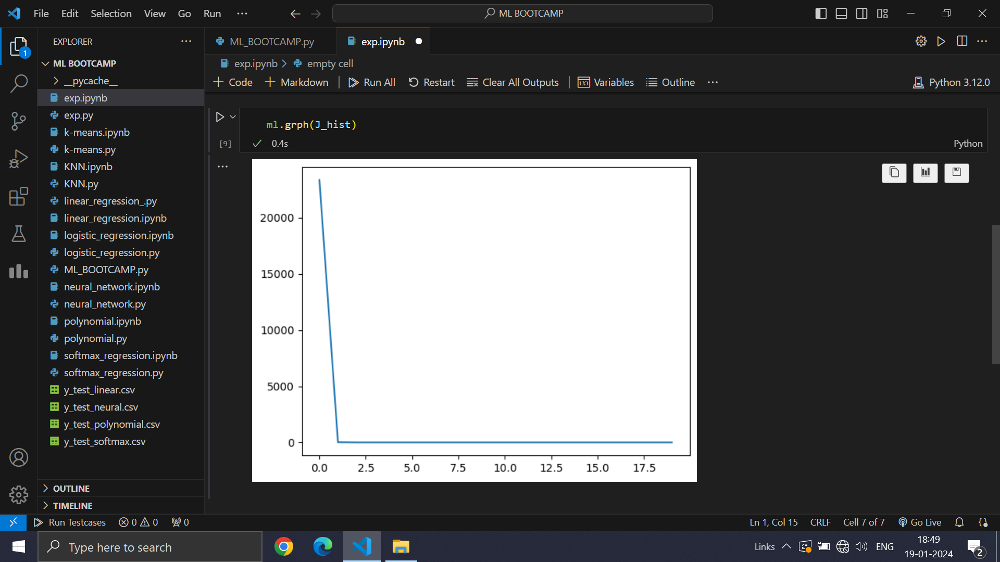 File Edit Selection View Go Run ···
ML BOOTCAMP
EXPLORER ···
1
ML BOOTCAMP
__pycache__
exp.ipynb
exp.py
k-means.ipynb
k-means.py
KNN.ipynb
KNN.py
linear_regression_.py
linear_regression.ipynb
logistic_regression.ipynb
logistic_regression.py
ML_BOOTCAMP.py
neural_network.ipynb
neural_network.py
polynomial.ipynb
polynomial.py
softmax_regression.ipynb
softmax_regression.py
y_test_linear.csv
y_test_neural.csv
y_test_polynomial.csv
y_test_softmax.csv
OUTLINE
TIMELINE
ML_BOOTCAMP.py exp.ipynb
exp.ipynb > empty cell
+ Code + Markdown | Run All Restart Clear All Outputs | Variables Outline ··· Python 3.12.0
ml.grph(J_hist)
[9] 0.4s Python
20000
15000
10000
5000
0
0.0 2.5 5.0 7.5 10.0 12.5 15.0 17.5
Run Testcases 0 0 0 Ln 1, Col 15 CRLF Cell 7 of 7 Go Live
Type here to search Links ENG 18:49
19-01-2024
2